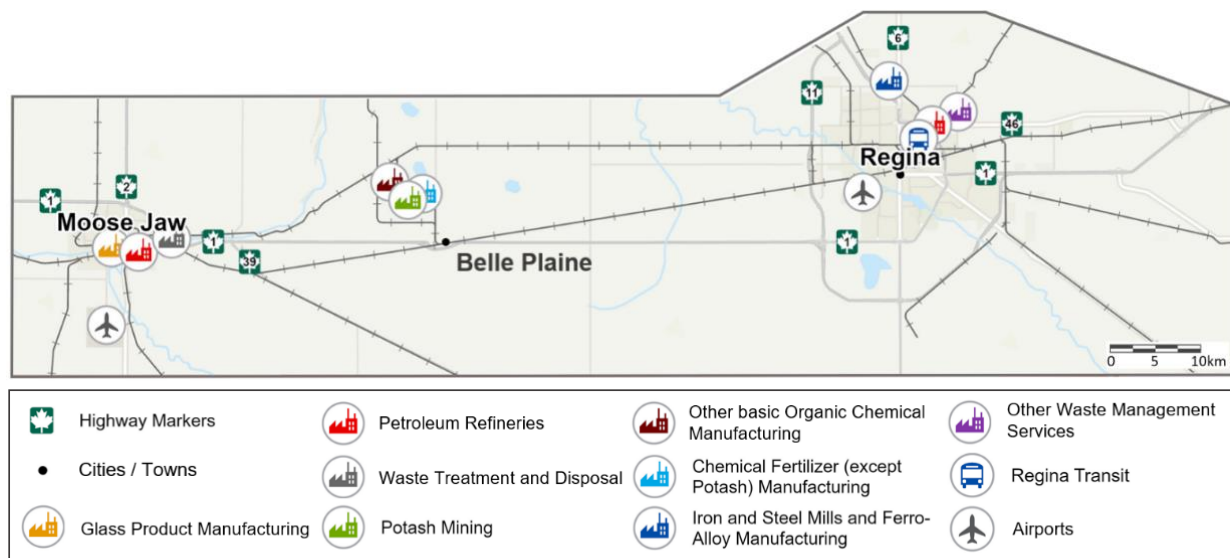 6
11
46
Regina
1
2
1
Moose Jaw
1
39
1
Belle Plaine
0 5 10km
Highway Markers
Petroleum Refineries
Other basic Organic Chemical
Manufacturing
Other Waste Management
Services
Cities / Towns
Waste Treatment and Disposal
Chemical Fertilizer (except
Potash) Manufacturing
Regina Transit
Glass Product Manufacturing
Potash Mining
Iron and Steel Mills and Ferro-
Alloy Manufacturing
Airports